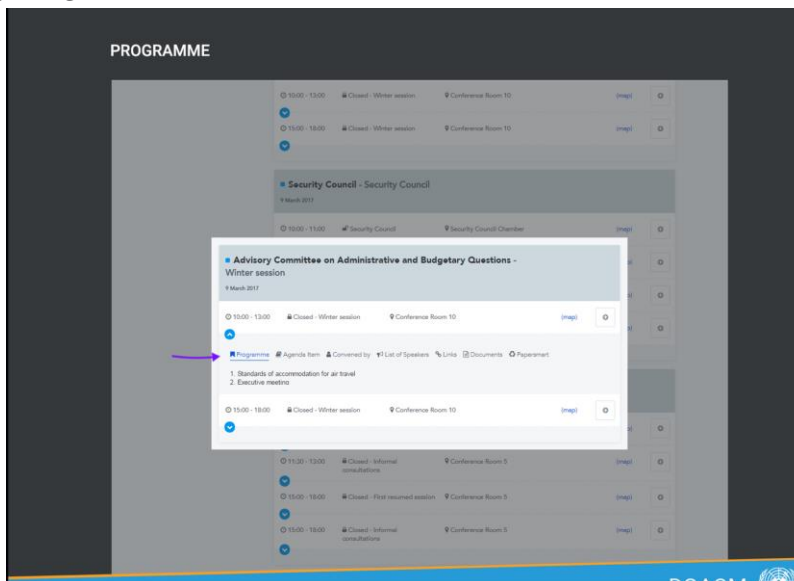 PROGRAMME
10:00 - 13:00 Closed - Winter session Conference Room 10 (map)
15:00 - 18:00 Closed - Winter session Conference Room 10 (map)
Security Council - Security Council
9 March 2017
10:00 - 11:00 Security Council Security Council Chamber (map)
Advisory Committee on Administrative and Budgetary Questions -
Winter session
9 March 2017
10:00 - 13:00 Closed - Winter session Conference Room 10 (map)
Programme Agenda Item Convened by List of Speakers Links Documents Papersmart
1. Standards of accommodation for air travel
2. Executive meeting
15:00 - 18:00 Closed - Winter session Conference Room 10 (map)
11:30 - 13:00 Closed - Informal consultations Conference Room 5 (map)
15:00 - 18:00 Closed - First resumed session Conference Room 5 (map)
15:00 - 18:00 Closed - Informal consultations Conference Room 5 (map)